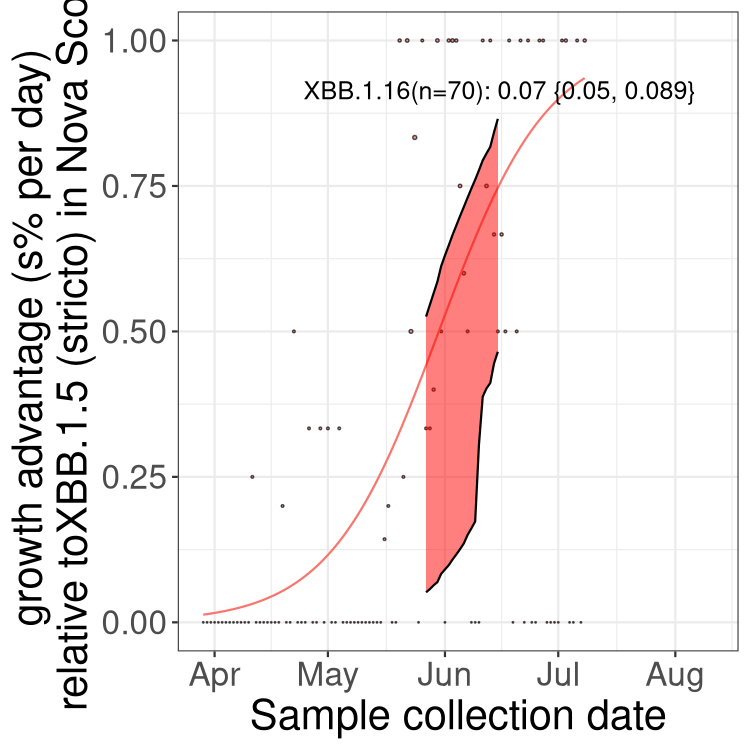 growth advantage (s% per day)
relative toXBB.1.5 (stricto) in Nova Sco
1.00
0.75
0.50
0.25
0.00
XBB.1.16(n=70): 0.07 {0.05, 0.089}
Apr May Jun Jul Aug
Sample collection date